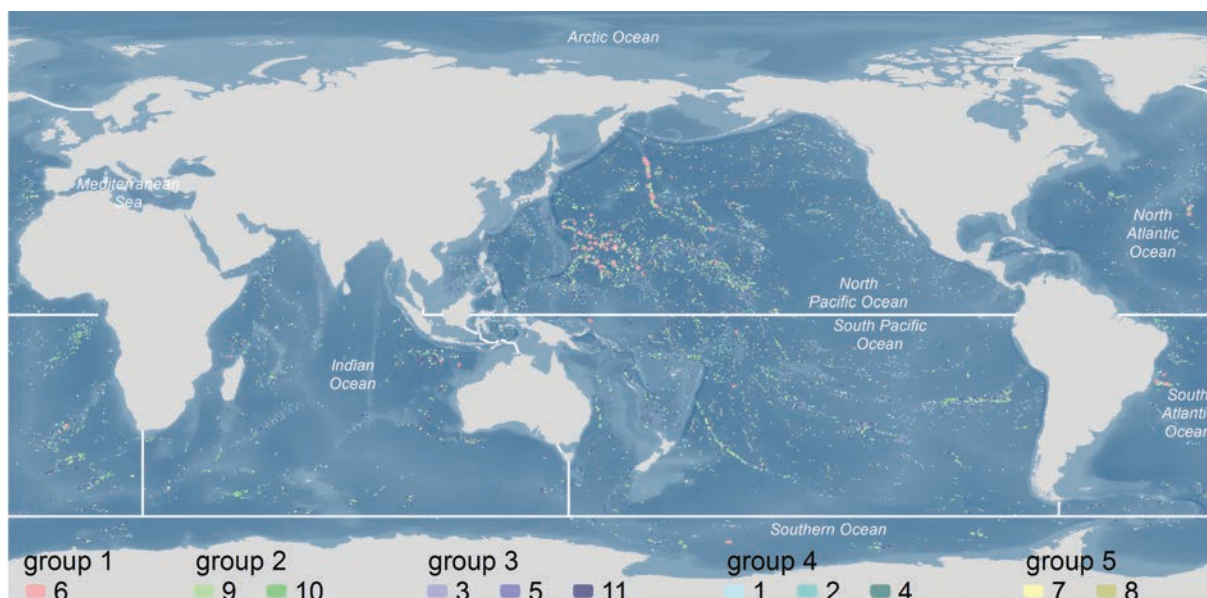 Arctic Ocean
Mediterranean
Sea
North
Atlantic
Ocean
North
Pacific Ocean
South Pacific
Ocean
Indian
Ocean
South
Atlantic
Ocean
Southern Ocean
group 1 group 2 group 3 group 4 group 5
6 9 10 3 5 11 1 2 4 7 8